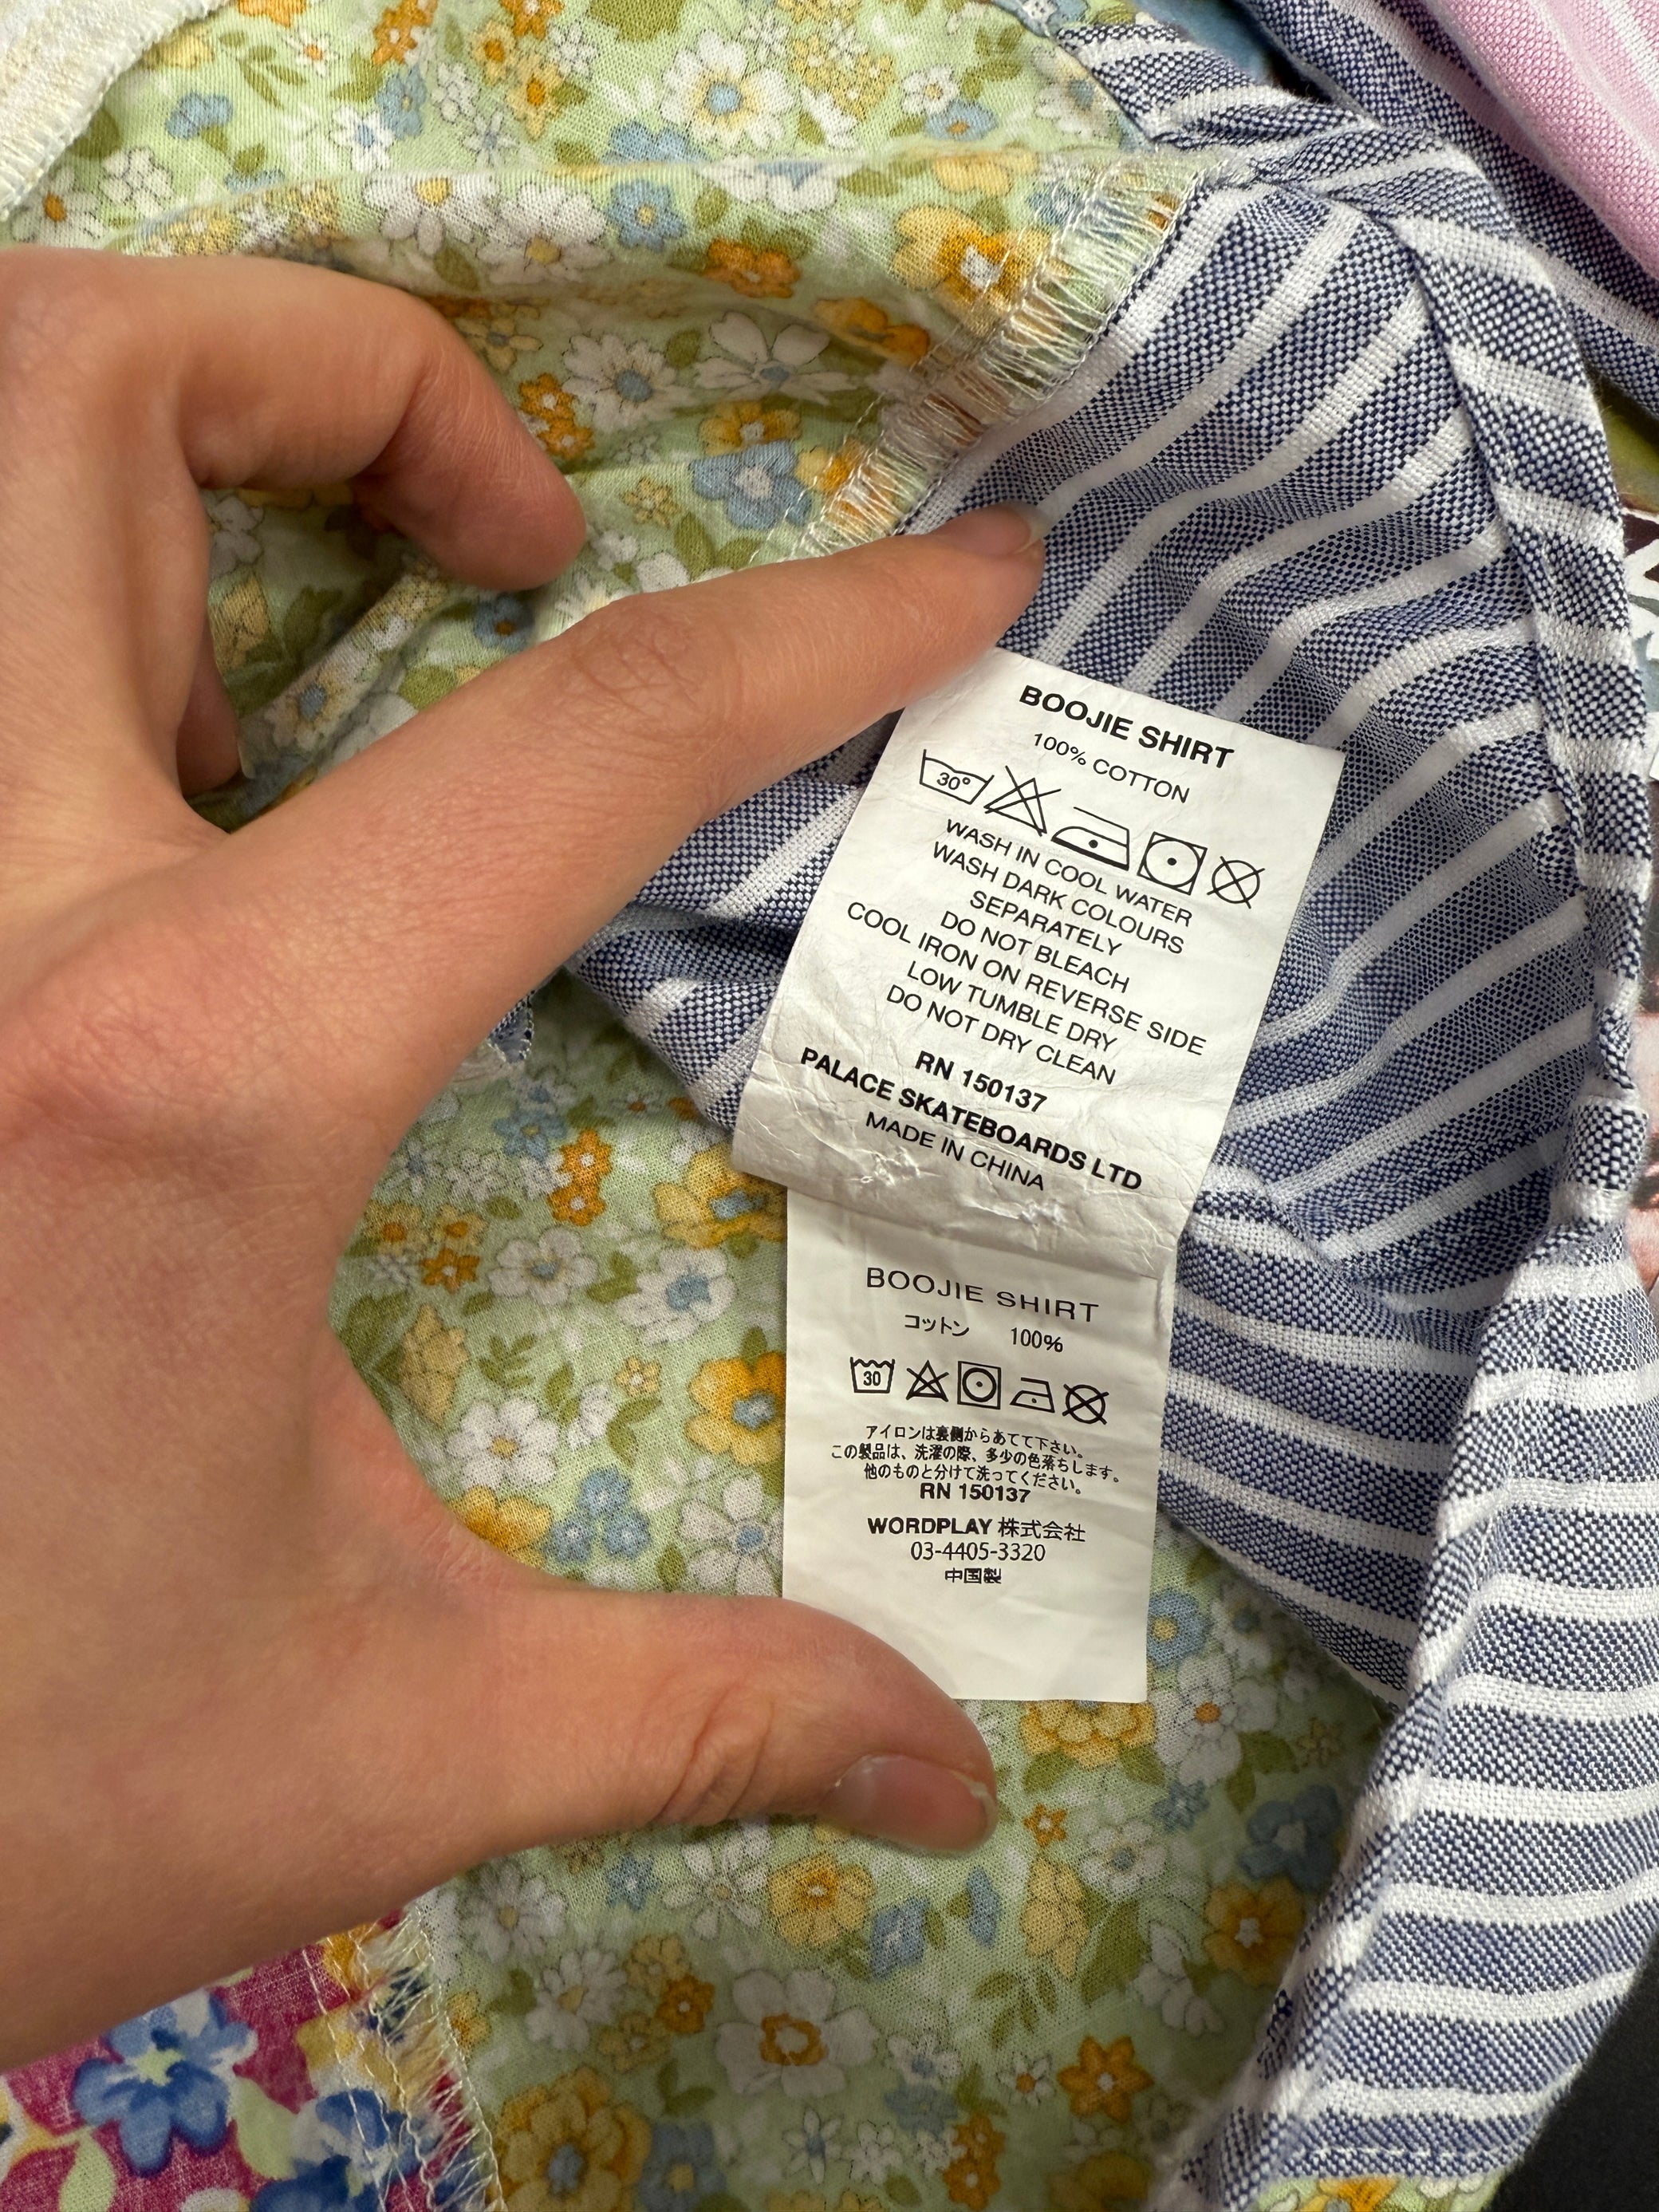 BOOJIE SHIRT
100% COTTON
30°
WASH IN COOL WATER
WASH DARK COLOURS
SEPARATELY
DO NOT BLEACH
COOL IRON ON REVERSE SIDE
LOW TUMBLE DRY
DO NOT DRY CLEAN
RN 150137
PALACE SKATEBOARDS LTD
MADE IN CHINA
BOOJIE SHIRT
コットン 100%
30
アイロンは裏側からあてて下さい。
この製品は、洗濯の際、多少の色落ちします。
他のものと分けて洗ってください。
RN 150137
WORDPLAY 株式会社
03-4405-3320
中国製